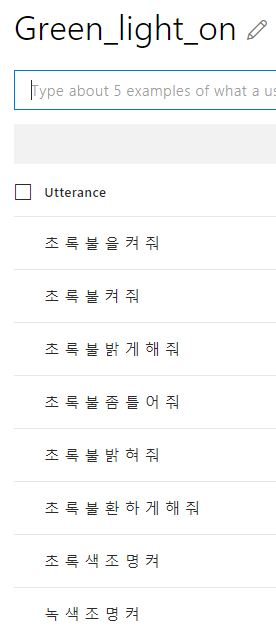 Green_light_on
Type about 5 examples of what a us
Utterance
초 록 불 을 켜 줘
초 록 불 켜 줘
초 록 불 밝 게 해 줘
초 록 불 좀 틀 어 줘
초 록 불 밝 혀 줘
초 록 불 환 하 게 해 줘
초 록 색 조 명 켜
녹 색 조 명 켜